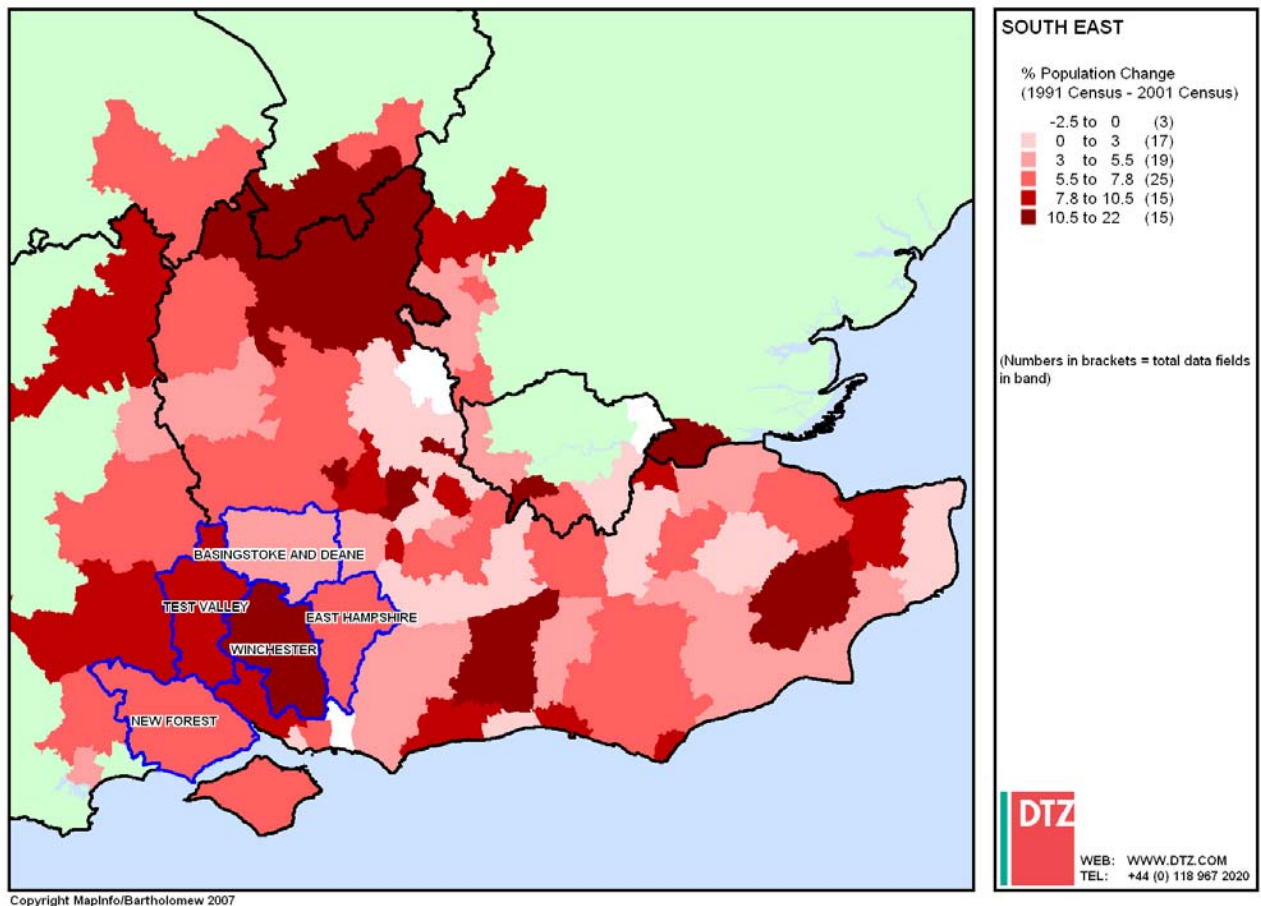 SOUTH EAST
% Population Change
(1991 Census - 2001 Census)
-2.5 to 0 (3)
0 to 3 (17)
3 to 5.5 (19)
5.5 to 7.8 (25)
7.8 to 10.5 (15)
10.5 to 22 (15)
(Numbers in brackets = total data fields
in band)
BASINGSTOKE AND DEANE
TEST VALLEY
EAST HAMPSHIRE
WINCHESTER
NEW FOREST
DTZ
WEB: WWW.DTZ.COM
TEL: +44 (0) 118 967 2020
Copyright MapInfo/Bartholomew 2007